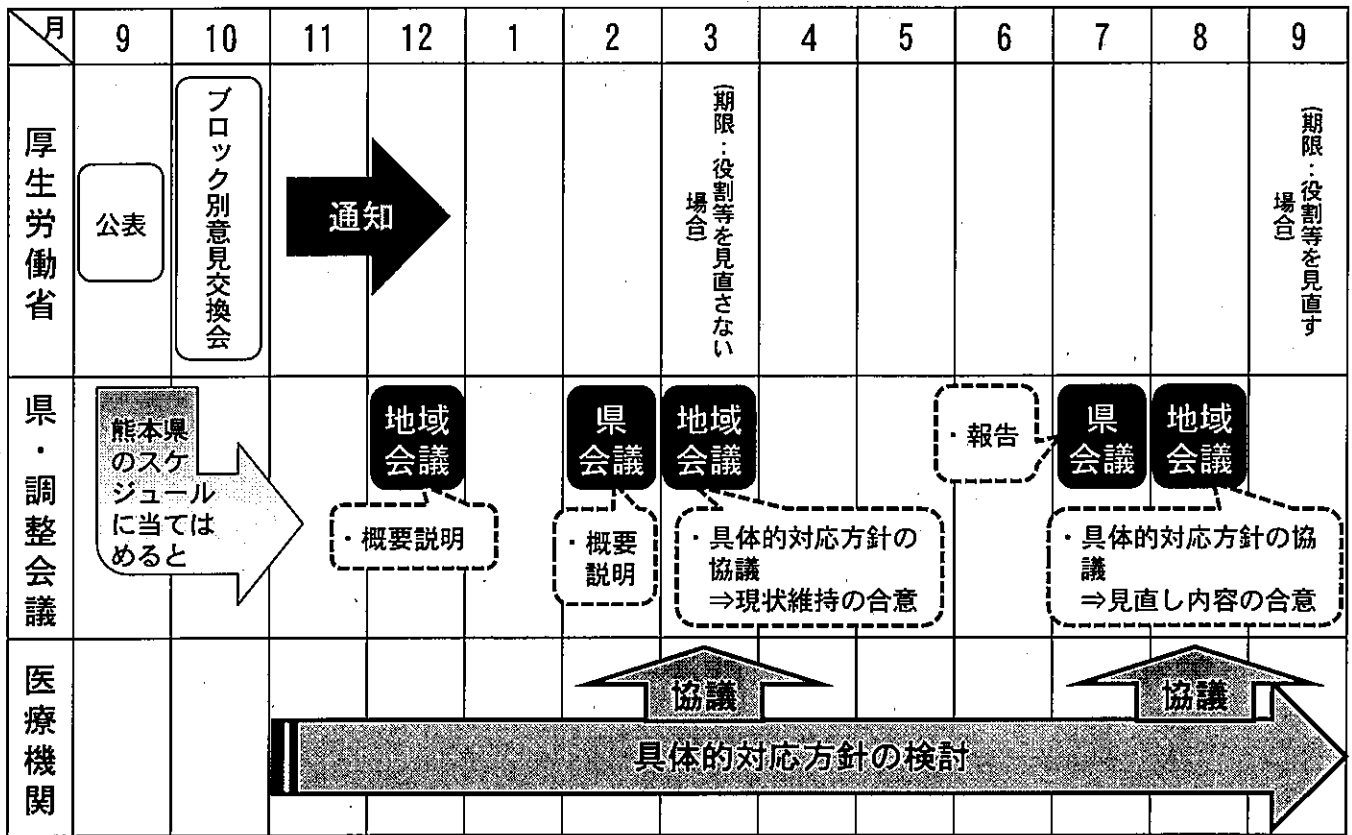 月
9 10 11 12 1 2 3 4 5 6 7 8 9
厚生労働省
公表
ブロック別意見交換会
通知
(期限:役割等を見直さない
場合)
(期限:役割等を見直す
場合)
県・調整会議
熊本県
のスケ
ジュール
に当ては
めると
地域
会議
・概要説明
県
会議
・概要
説明
地域
会議
・具体的対応方針の
協議
⇒現状維持の合意
・報告
県
会議
地域
会議
・具体的対応方針の協
議
⇒見直し内容の合意
医療機関
協議
協議
具体的対応方針の検討